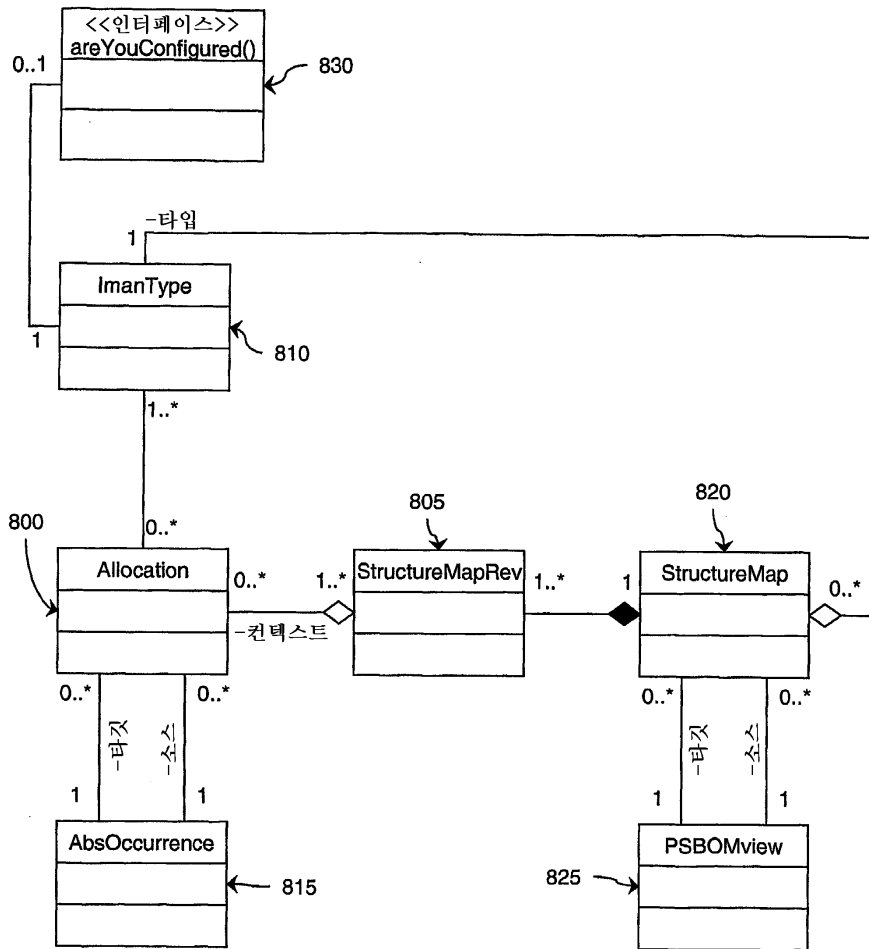 <<인터페이스>>
areYouConfigured()
0..1
830
-타입
1
ImanType
1
810
1..*
0..*
800
Allocation
0..*
-컨텍스트
1..*
805
StructureMapRev
1..*
1
820
StructureMap
0..*
0..*
0..*
-타깃
-소스
1
1
AbsOccurrence
815
0..*
0..*
-타깃
-소스
1
1
PSBOMview
825